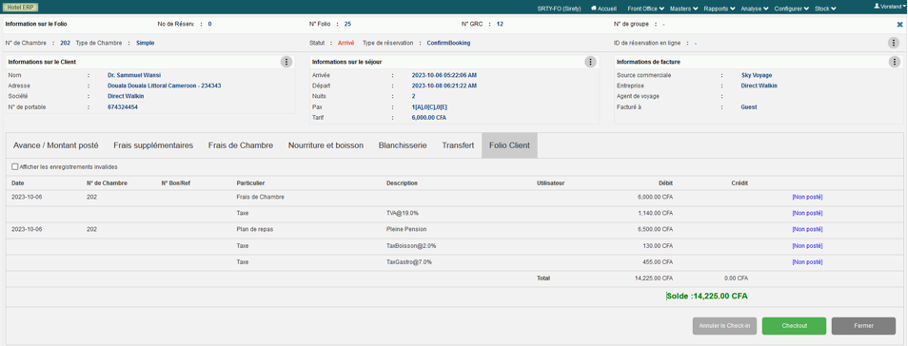 Hotel ERP SRTY-FO (Sirety) Accueil Front Office Masters Rapports Analyse Configurer Stock Verstand
Information sur le Folio No de Réserv. : 0 N° Folio : 25 N° GRC : 12 N° de groupe : -
N° de Chambre : 202 Type de Chambre : Simple Statut : Arrivé Type de réservation : ConfirmBooking ID de réservation en ligne : -
Informations sur le Client Informations sur le séjour Informations de facture
Nom : Dr. Sammuel Wansi Arrivée : 2023-10-06 05:22:06 AM Source commerciale : Sky Voyage
Adresse : Douala Douala Littoral Cameroon - 234343 Départ : 2023-10-08 06:21:22 AM Entreprise : Direct Walkin
Société : Direct Walkin Nuits : 2 Agent de voyage :
N° de portable : 674324454 Pax : 1[A],0[C],0[E] Facturé à : Guest
Tarif : 6,000.00 CFA
Avance / Montant posté Frais supplémentaires Frais de Chambre Nourriture et boisson Blanchisserie Transfert Folio Client
Afficher les enregistrements invalides
Date N° de Chambre N° Bon/Ref Particulier Description Utilisateur Débit Crédit
2023-10-06 202 Frais de Chambre 6,000.00 CFA [Non posté]
Taxe TVA@19.0% 1,140.00 CFA [Non posté]
2023-10-06 202 Plan de repas Pleine Pension 6,500.00 CFA [Non posté]
Taxe TaxBoisson@2.0% 130.00 CFA [Non posté]
Taxe TaxGastro@7.0% 455.00 CFA [Non posté]
Total 14,225.00 CFA 0.00 CFA
Solde :14,225.00 CFA
Annuler le Check-in Checkout Fermer